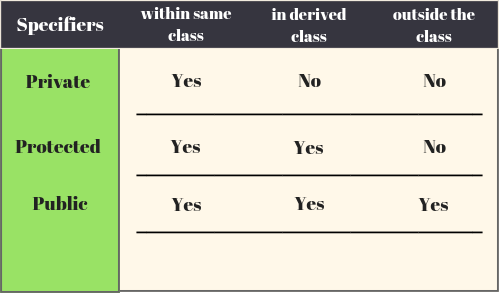 Specifiers within same class in derived class outside the class
Private Yes No No
Protected Yes Yes No
Public Yes Yes Yes